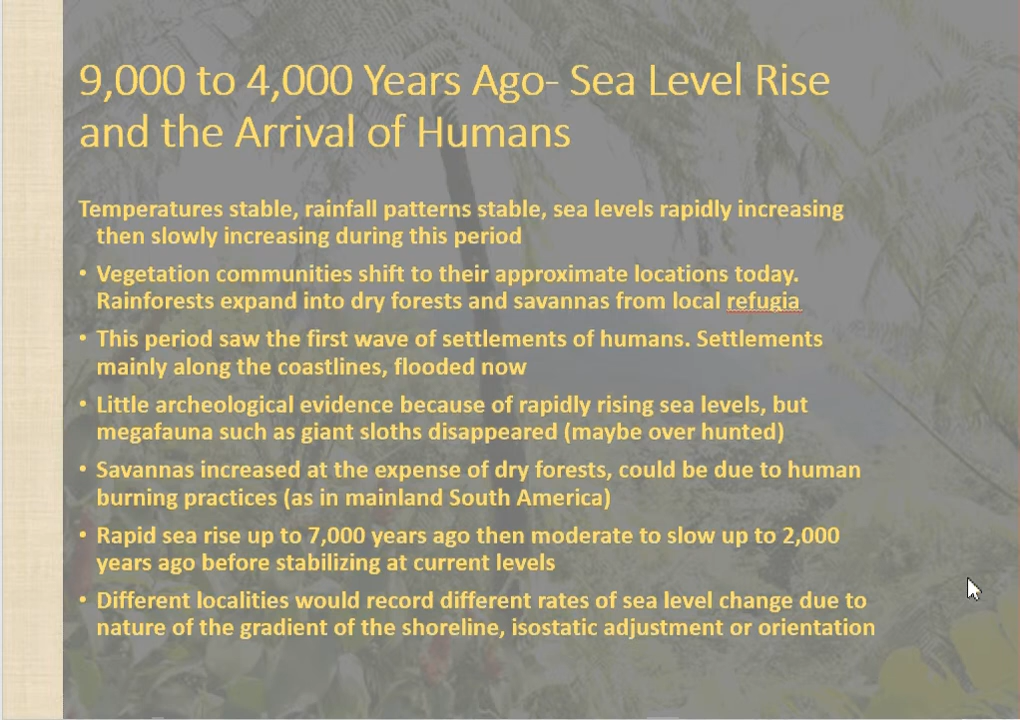 9,000 to 4,000 Years Ago- Sea Level Rise
and the Arrival of Humans
Temperatures stable, rainfall patterns stable, sea levels rapidly increasing
then slowly increasing during this period
• Vegetation communities shift to their approximate locations today.
Rainforests expand into dry forests and savannas from local refugia
• This period saw the first wave of settlements of humans. Settlements
mainly along the coastlines, flooded now
• Little archeological evidence because of rapidly rising sea levels, but
megafauna such as giant sloths disappeared (maybe over hunted)
• Savannas increased at the expense of dry forests, could be due to human
burning practices (as in mainland South America)
• Rapid sea rise up to 7,000 years ago then moderate to slow up to 2,000
years ago before stabilizing at current levels
• Different localities would record different rates of sea level change due to
nature of the gradient of the shoreline, isostatic adjustment or orientation